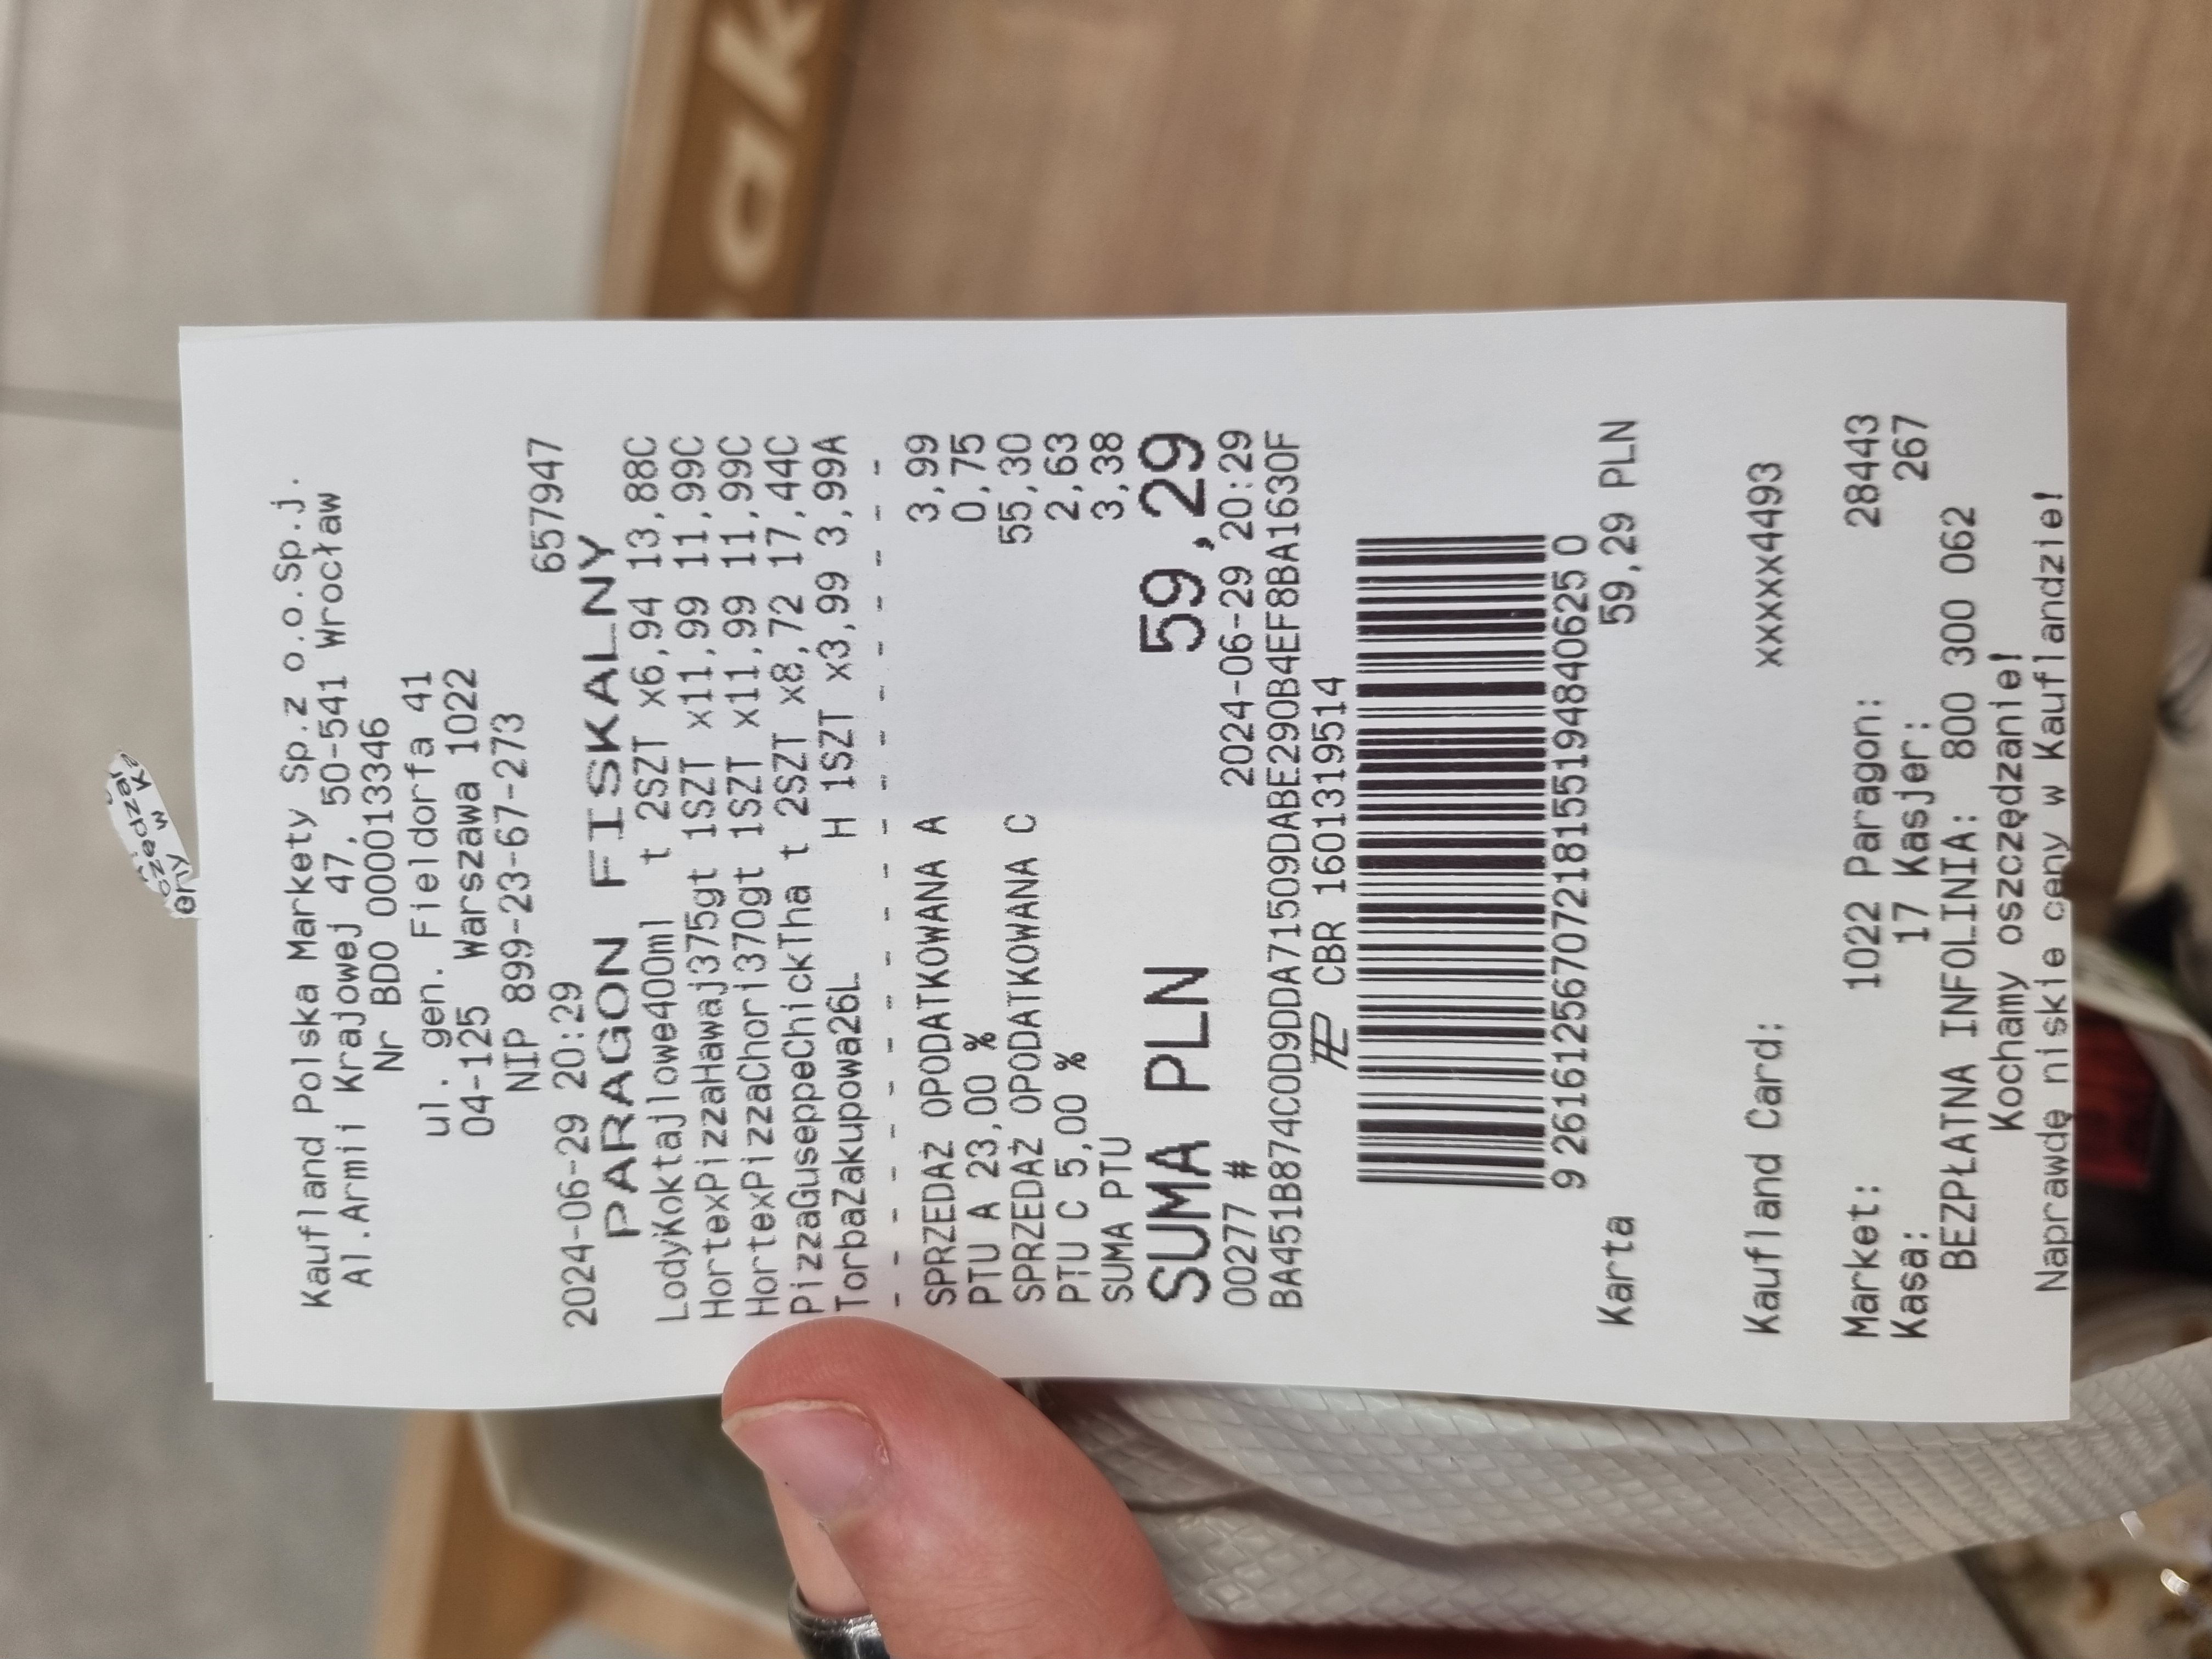 czędzar
eny w Ka
Kaufland Polska Markety Sp.z o.o.Sp.j.
Al.Armii Krajowej 47, 50-541 Wrocław
Nr BDO 000013346
ul. gen. Fieldorfa 41
04-125 Warszawa 1022
NIP 899-23-67-273
2024-06-29 20:29 657947
PARAGON FISKALNY
LodyKoktajlowe400ml t 2SZT x6,94 13,88C
HortexPizzaHawaj375gt 1SZT x11,99 11,99C
HortexPizzaChori370gt 1SZT x11,99 11,99C
PizzaGuseppeChickTha t 2SZT x8,72 17,44C
TorbaZakupowa26L H 1SZT x3,99 3,99A
- - - - - - - - - - - - - - - - - - - -
SPRZEDAŻ OPODATKOWANA A 3,99
PTU A 23,00 % 0,75
SPRZEDAŻ OPODATKOWANA C 55,30
PTU C 5,00 % 2,63
SUMA PTU 3,38
SUMA PLN 59,29
00277 # 2024-06-29 20:29
BA451B874C0D9DDA71509DABE290B4EF8BA1630F
CBR 1601319514
9 26161256707218155194840625 0
Karta 59,29 PLN
Kaufland Card: xxxxx4493
Market: 1022 Paragon: 28443
Kasa: 17 Kasjer: 267
BEZPŁATNA INFOLINIA: 800 300 062
Kochamy oszczędzanie!
Naprawdę niskie ceny w Kauflandzie!
ak